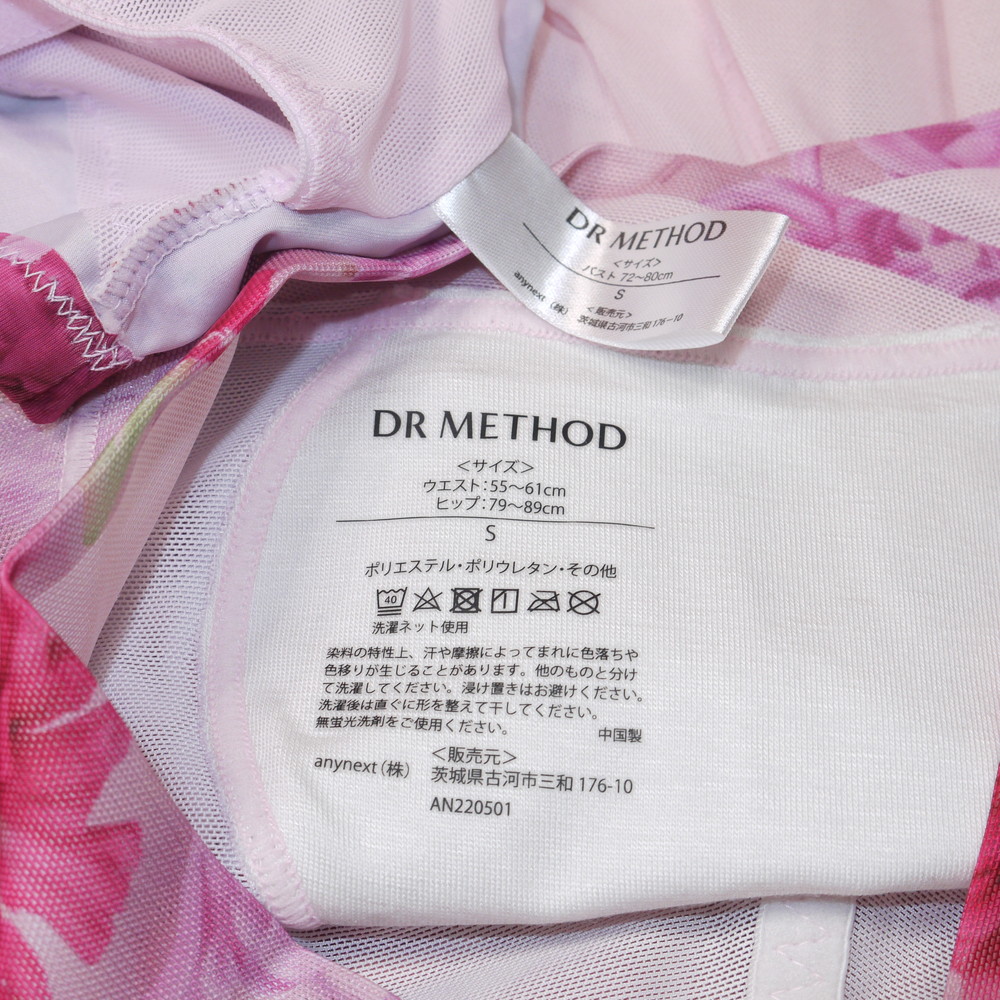 DR METHOD
<サイズ>
バスト 72～80cm
S
<販売元>
anynext (株) 茨城県古河市三和 176-10
DR METHOD
<サイズ>
ウエスト:55～61cm
ヒップ:79～89cm
S
ポリエステル・ポリウレタン・その他
40
洗濯ネット使用
染料の特性上、汗や摩擦によってまれに色落ちや
色移りが生じることがあります。他のものと分け
て洗濯してください。浸け置きはお避けください。
洗濯後は直ぐに形を整えて干してください。
無蛍光洗剤をご使用ください。
中国製
<販売元>
anynext (株) 茨城県古河市三和 176-10
AN220501